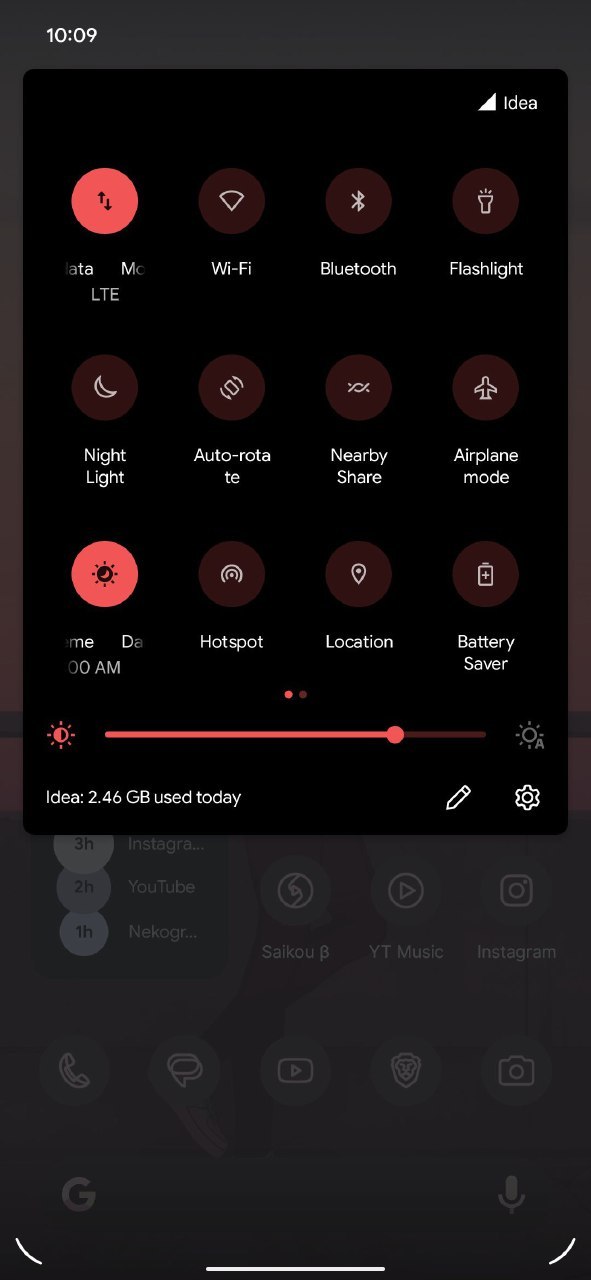 10:09
Idea
ata Mo
Wi-Fi
Bluetooth
Flashlight
LTE
Night
Light
Auto-rota
te
Nearby
Share
Airplane
mode
eme Da
:00 AM
Hotspot
Location
Battery
Saver
A
Idea: 2.46 GB used today
3h Instagra...
2h YouTube
1h Nekogr...
Saikou β
YT Music
Instagram
G